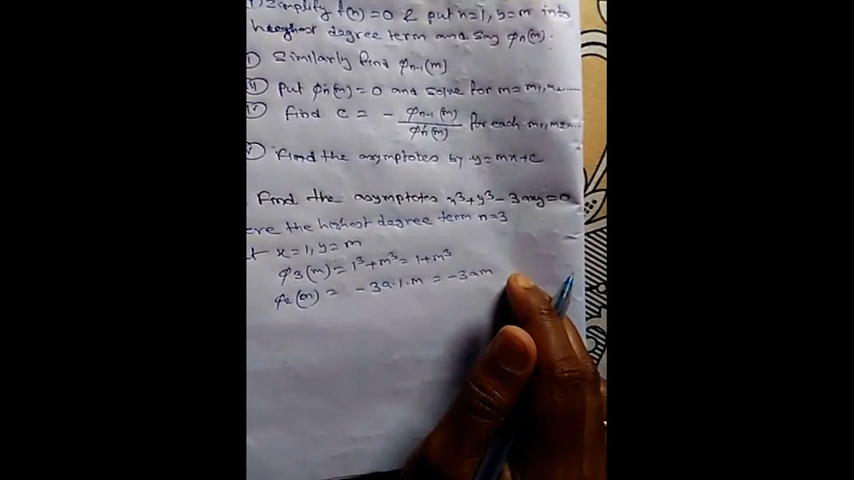 Simplify f(n)=0 & put x=1, y=m into
highest degree term and say φn(m).
Similarly find φn-1(m)
put φn(m) = 0 and solve for m = m1, m2.....
find c = - φn-1(m) / φ'n(m) for each m1, m2...
Find the asymptotes by y=mx+c
Find the asymptotes x³+y³-3axy=0
ere the highest degree term n=3
t x=1, y=m
φ3(m) = 1³+m³ = 1+m³
φ2(m) = -3a.1.m = -3am